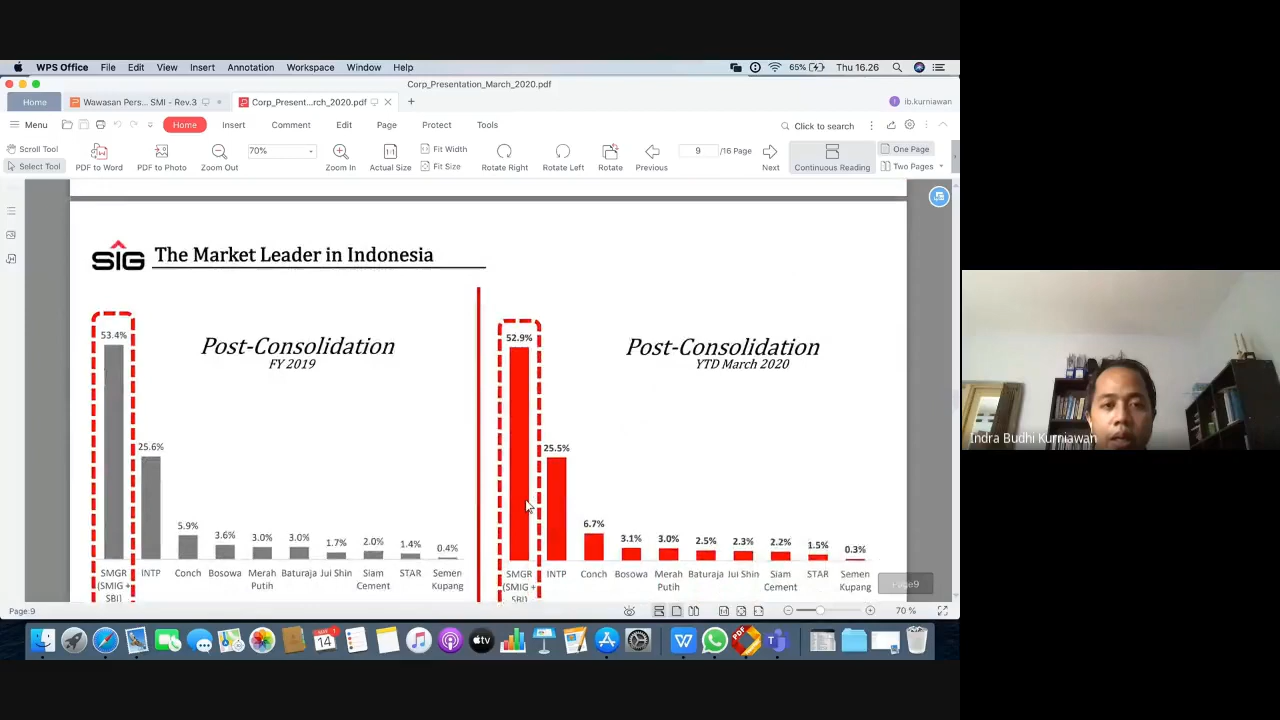 WPS Office File Edit View Insert Annotation Workspace Window Help 65% Thu 16.26
Corp_Presentation_March_2020.pdf
Home Wawasan Pers... SMI - Rev.3 Corp_Present...rch_2020.pdf ib.kurniawan
Menu Home Insert Comment Edit Page Protect Tools Click to search
Scroll Tool
Select Tool
PDF to Word PDF to Photo Zoom Out 70% Zoom In Actual Size
Fit Width
Fit Size
Rotate Right Rotate Left Rotate Previous 9 /16 Page Next Continuous Reading
One Page
Two Pages
SIG The Market Leader in Indonesia
Post-Consolidation
FY 2019
53.4%
25.6%
5.9%
3.6%
3.0%
3.0%
1.7%
2.0%
1.4%
0.4%
SMGR
(SMIG +
SBI)
INTP
Conch
Bosowa
Merah
Putih
Baturaja
Jui Shin
Siam
Cement
STAR
Semen
Kupang
Post-Consolidation
YTD March 2020
52.9%
25.5%
6.7%
3.1%
3.0%
2.5%
2.3%
2.2%
1.5%
0.3%
SMGR
(SMIG +
SBI)
INTP
Conch
Bosowa
Merah
Putih
Baturaja
Jui Shin
Siam
Cement
STAR
Semen
Kupang
Page9
Page:9 70 %
Indra Budhi Kurniawan